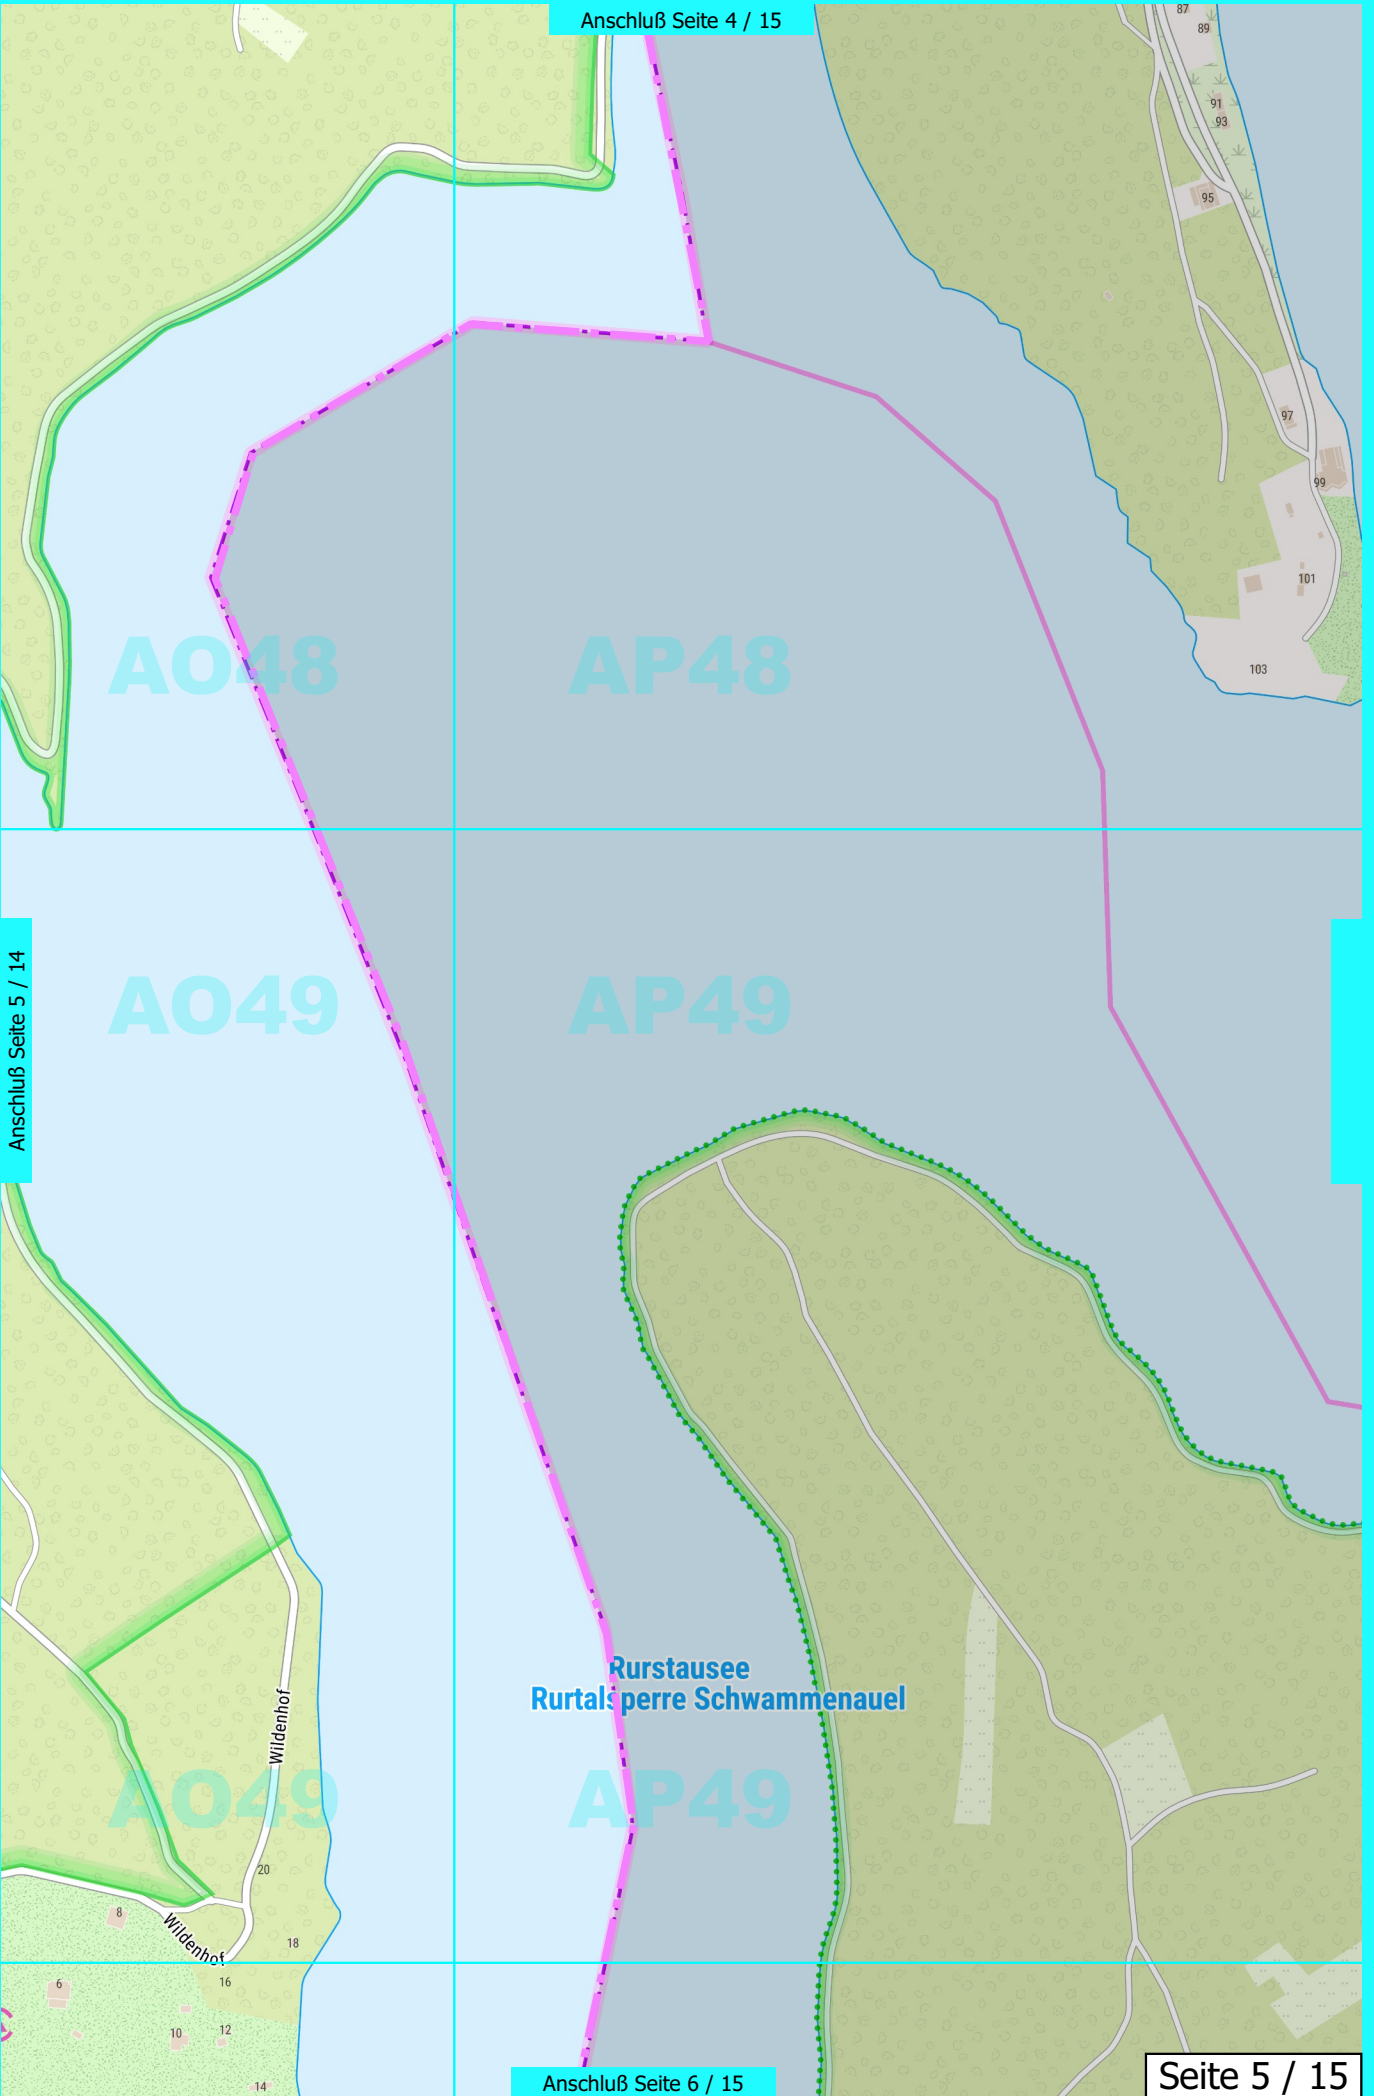 Anschluß Seite 4 / 15
87
89
91
93
95
97
99
101
103
AO48
AP48
Anschluß Seite 5 / 14
AO49
AP49
Rurstausee
Rurtalsperre Schwammenauel
Wildenhof
AO49
AP49
20
8
Wildenhof
18
16
6
10
12
14
Anschluß Seite 6 / 15
Seite 5 / 15